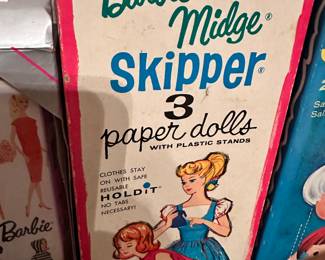 Barbie
Midge®
SKIPPER®
3
paper dolls
WITH PLASTIC STANDS
CLOTHES STAY
ON WITH SAFE
REUSABLE
HOLDIT
NO TABS
NECESSARY!
Barbie